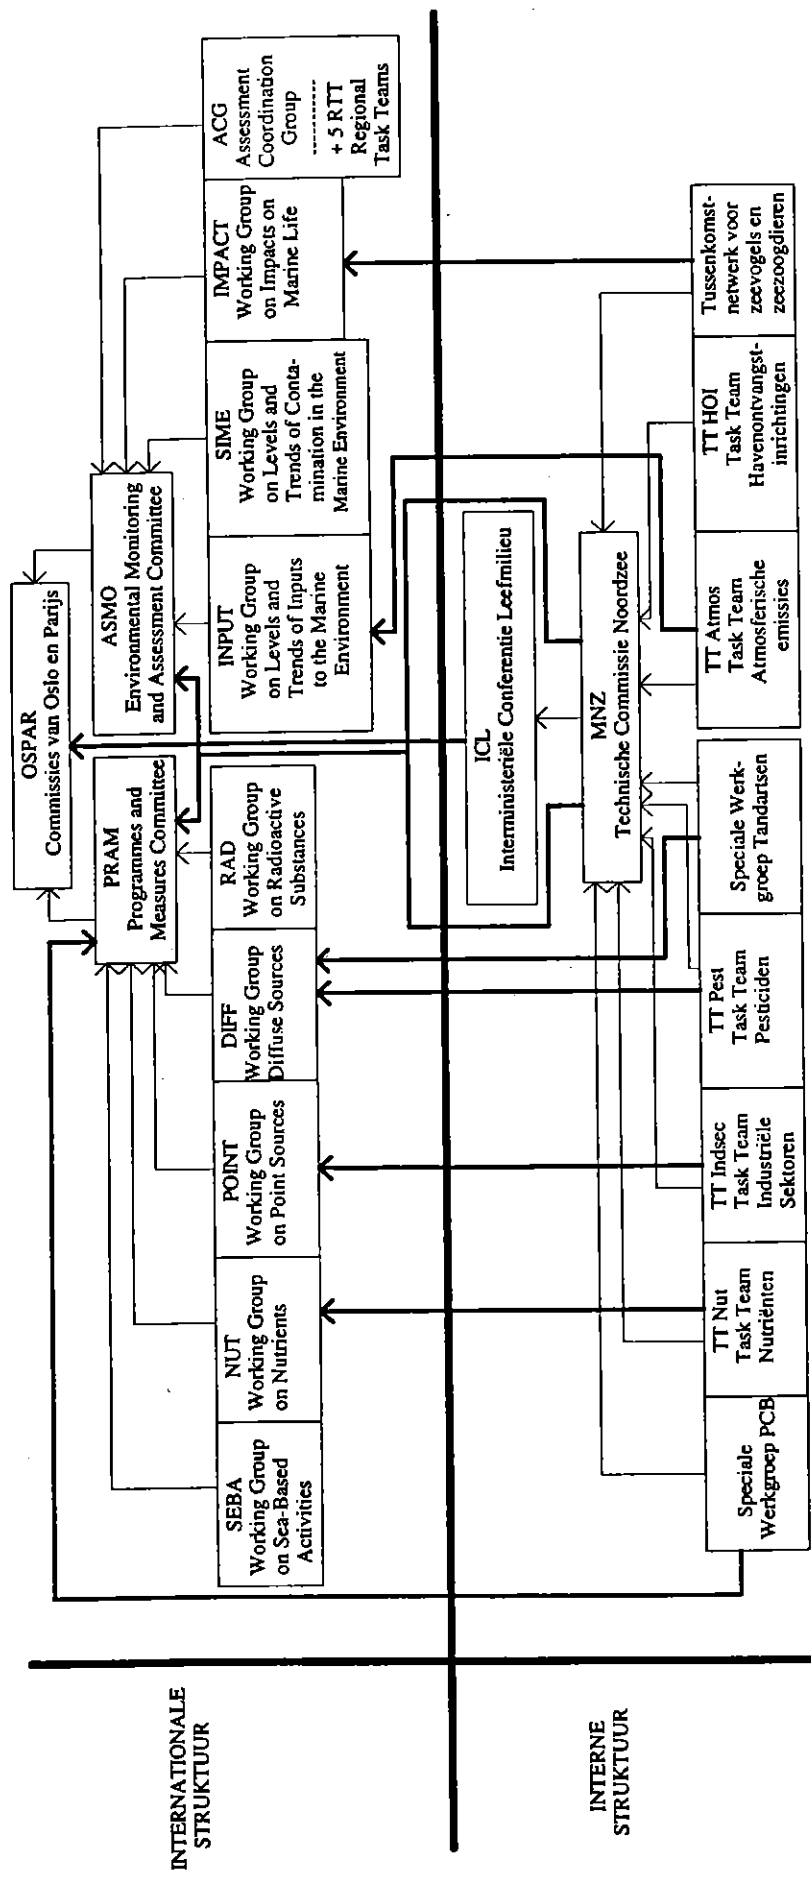 INTERNATIONALE
STRUKTUUR
OSPAR
Commissies van Oslo en Parijs
PRAM
Programmes and
Measures Committee
ASMO
Environmental Monitoring
and Assessment Committee
SEBA
Working Group
on Sea-Based
Activities
NUT
Working Group
on Nutrients
POINT
Working Group
on Point Sources
DIFF
Working Group
Diffuse Sources
RAD
Working Group
on Radioactive
Substances
INPUT
Working Group
on Levels and
Trends of Inputs
to the Marine
Environment
SIME
Working Group
on Levels and
Trends of Conta-
mination in the
Marine Environment
IMPACT
Working Group
on Impacts on
Marine Life
ACG
Assessment
Coordination
Group
----------
+ 5 RTT
Regional
Task Teams
INTERNE
STRUKTUUR
ICL
Interministeriële Conferentie Leefmilieu
MNZ
Technische Commissie Noordzee
Speciale
Werkgroep PCB
TT Nut
Task Team
Nutriënten
TT Indsec
Task Team
Industriële
Sektoren
TT Pest
Task Team
Pesticiden
Speciale Werk-
groep Tandartsen
TT Atmos
Task Team
Atmosferische
emissies
TT HOI
Task Team
Havenontvangst-
inrichtingen
Tussenkomst-
netwerk voor
zeevogels en
zeezoogdieren